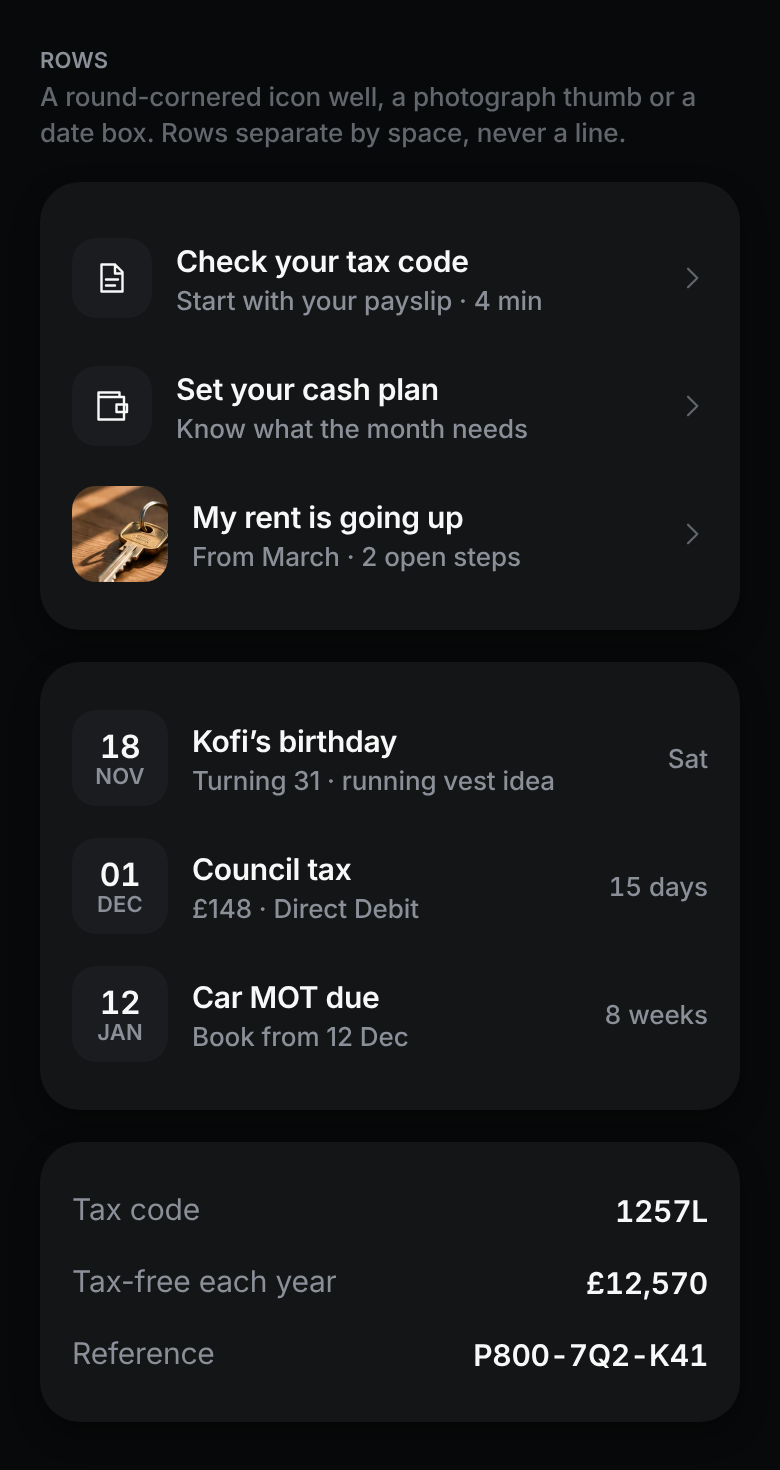 ROWS
A round-cornered icon well, a photograph thumb or a
date box. Rows separate by space, never a line.
Check your tax code
Start with your payslip · 4 min
Set your cash plan
Know what the month needs
My rent is going up
From March · 2 open steps
18
NOV
Kofi’s birthday
Turning 31 · running vest idea
Sat
01
DEC
Council tax
£148 · Direct Debit
15 days
12
JAN
Car MOT due
Book from 12 Dec
8 weeks
Tax code
1257L
Tax-free each year
£12,570
Reference
P800-7Q2-K41